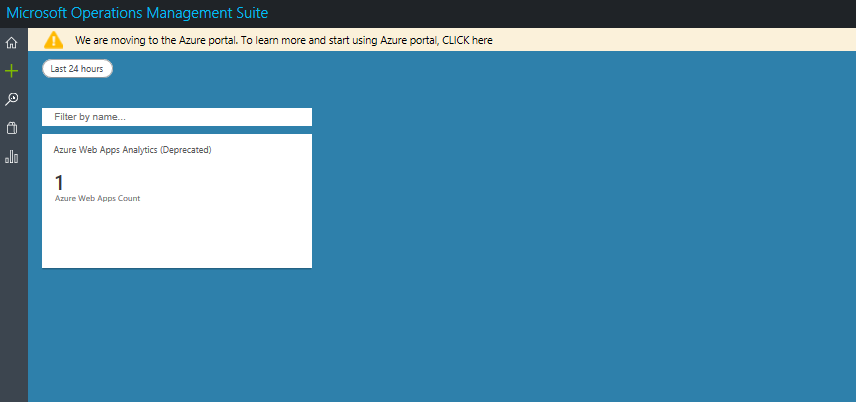 Microsoft Operations Management Suite
We are moving to the Azure portal. To learn more and start using Azure portal, CLICK here
Last 24 hours
Filter by name...
Azure Web Apps Analytics (Deprecated)
1
Azure Web Apps Count